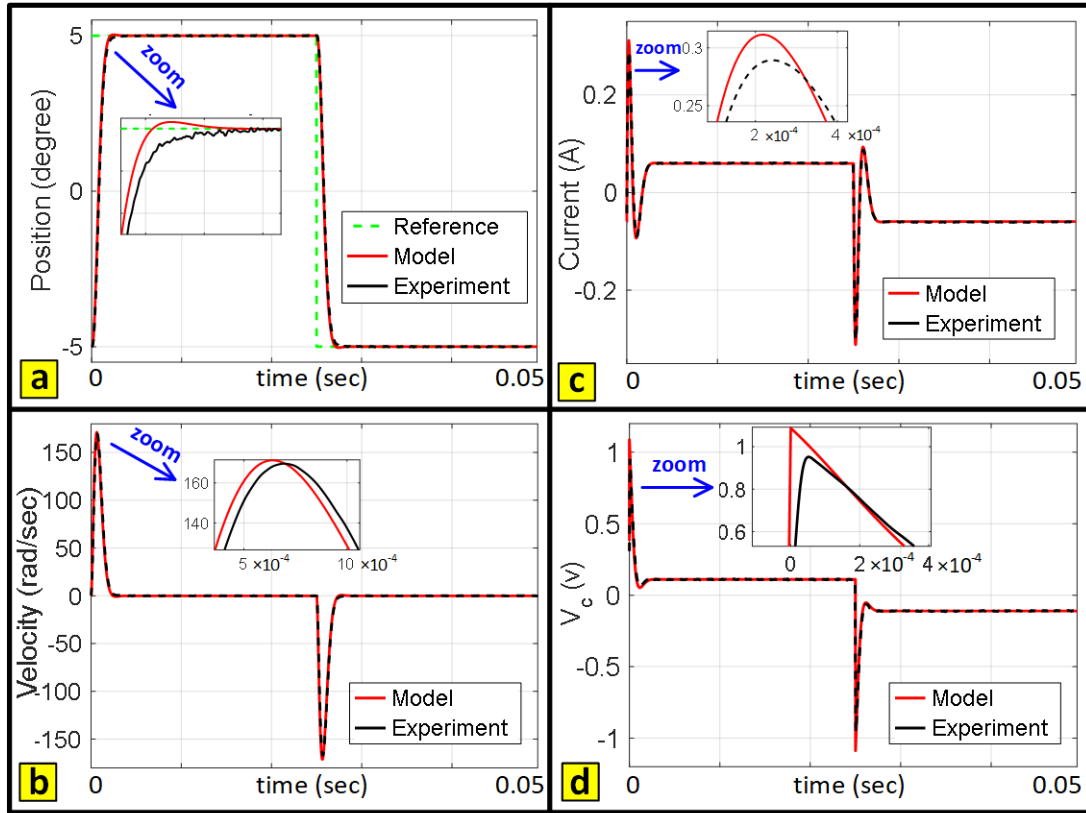 Position (degree)
5
0
-5
zoom
Reference
Model
Experiment
a
0
time (sec)
0.05
Current (A)
0.2
0
-0.2
zoom
0.3
0.25
2 ×10⁻⁴
4 ×10⁻⁴
Model
Experiment
c
0
time (sec)
0.05
Velocity (rad/sec)
150
100
50
0
-50
-100
-150
zoom
160
140
5 ×10⁻⁴
10 ×10⁻⁴
Model
Experiment
b
0
time (sec)
0.05
V_c (v)
1
0.5
0
-0.5
-1
zoom
1
0.8
0.6
0
2 ×10⁻⁴
4 ×10⁻⁴
Model
Experiment
d
0
time (sec)
0.05